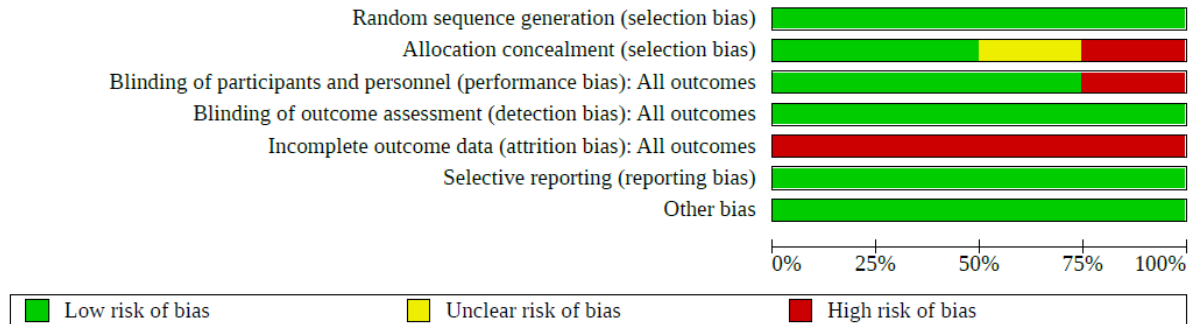 Random sequence generation (selection bias)
Allocation concealment (selection bias)
Blinding of participants and personnel (performance bias): All outcomes
Blinding of outcome assessment (detection bias): All outcomes
Incomplete outcome data (attrition bias): All outcomes
Selective reporting (reporting bias)
Other bias
0% 25% 50% 75% 100%
Low risk of bias Unclear risk of bias High risk of bias